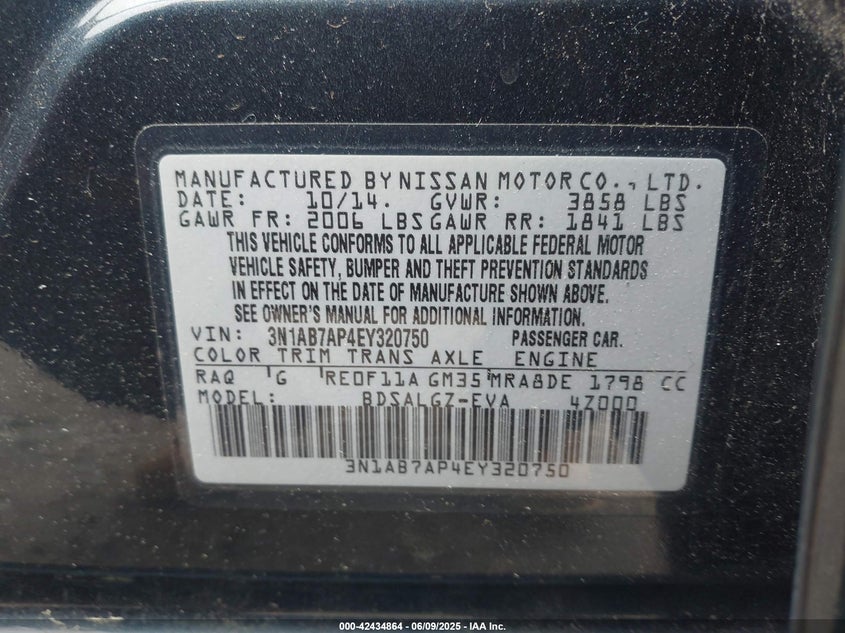 MANUFACTURED BY NISSAN MOTOR CO., LTD.
DATE: 10/14. GVWR: 3858 LBS
GAWR FR: 2006 LBS GAWR RR: 1841 LBS
THIS VEHICLE CONFORMS TO ALL APPLICABLE FEDERAL MOTOR
VEHICLE SAFETY, BUMPER AND THEFT PREVENTION STANDARDS
IN EFFECT ON THE DATE OF MANUFACTURE SHOWN ABOVE.
SEE OWNER'S MANUAL FOR ADDITIONAL INFORMATION.
VIN: 3N1AB7AP4EY320750 PASSENGER CAR.
COLOR TRIM TRANS AXLE ENGINE
RAQ G RE0F11A GM35 MRA8DE 1798 CC
MODEL: BDSALGZ-EVA 4Z000
3N1AB7AP4EY320750
000-42434864 / 06/09/2025 - IAA Inc.